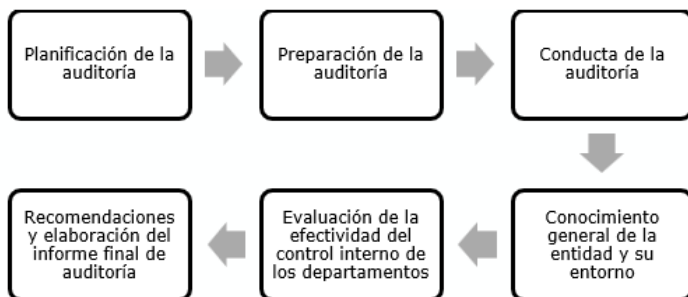 Planificación de la
auditoría
Preparación de la
auditoría
Conducta de la
auditoría
Conocimiento
general de la
entidad y su
entorno
Evaluación de la
efectividad del
control interno de
los departamentos
Recomendaciones
y elaboración del
informe final de
auditoría